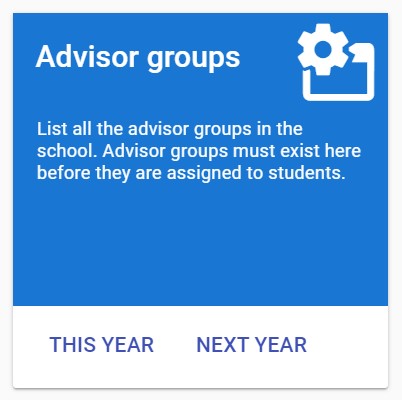 Advisor groups
List all the advisor groups in the
school. Advisor groups must exist here
before they are assigned to students.
THIS YEAR NEXT YEAR